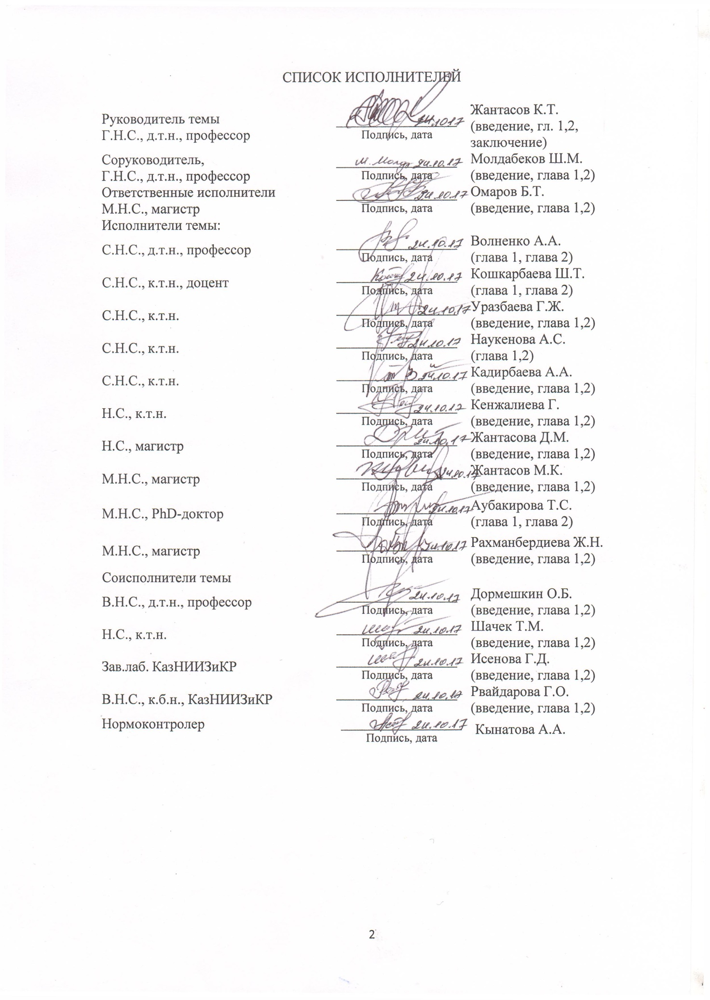 СПИСОК ИСПОЛНИТЕЛЕЙ
Руководитель темы
Г.Н.С., д.т.н., профессор
24.10.17
Подпись, дата
Жантасов К.Т.
(введение, гл. 1,2,
заключение)
Соруководитель,
Г.Н.С., д.т.н., профессор
24.10.17
Подпись, дата
Молдабеков Ш.М.
(введение, глава 1,2)
Ответственные исполнители
М.Н.С., магистр
24.10.17
Подпись, дата
Омаров Б.Т.
(введение, глава 1,2)
Исполнители темы:
С.Н.С., д.т.н., профессор
24.10.17
Подпись, дата
Волненко А.А.
(глава 1, глава 2)
С.Н.С., к.т.н., доцент
24.10.17
Подпись, дата
Кошкарбаева Ш.Т.
(глава 1, глава 2)
С.Н.С., к.т.н.
24.10.17
Подпись, дата
Уразбаева Г.Ж.
(введение, глава 1,2)
С.Н.С., к.т.н.
24.10.17
Подпись, дата
Наукенова А.С.
(глава 1,2)
С.Н.С., к.т.н.
24.10.17
Подпись, дата
Кадирбаева А.А.
(введение, глава 1,2)
Н.С., к.т.н.
24.10.17
Подпись, дата
Кенжалиева Г.
(введение, глава 1,2)
Н.С., магистр
24.10.17
Подпись, дата
Жантасова Д.М.
(введение, глава 1,2)
М.Н.С., магистр
24.10.17
Подпись, дата
Жантасов М.К.
(введение, глава 1,2)
М.Н.С., PhD-доктор
24.10.17
Подпись, дата
Аубакирова Т.С.
(глава 1, глава 2)
М.Н.С., магистр
24.10.17
Подпись, дата
Рахманбердиева Ж.Н.
(введение, глава 1,2)
Соисполнители темы
В.Н.С., д.т.н., профессор
24.10.17
Подпись, дата
Дормешкин О.Б.
(введение, глава 1,2)
Н.С., к.т.н.
24.10.17
Подпись, дата
Шачек Т.М.
(введение, глава 1,2)
Зав.лаб. КазНИИЗиКР
24.10.17
Подпись, дата
Исенова Г.Д.
(введение, глава 1,2)
В.Н.С., к.б.н., КазНИИЗиКР
24.10.17
Подпись, дата
Рвайдарова Г.О.
(введение, глава 1,2)
Нормоконтролер
24.10.17
Подпись, дата
Кынатова А.А.
2